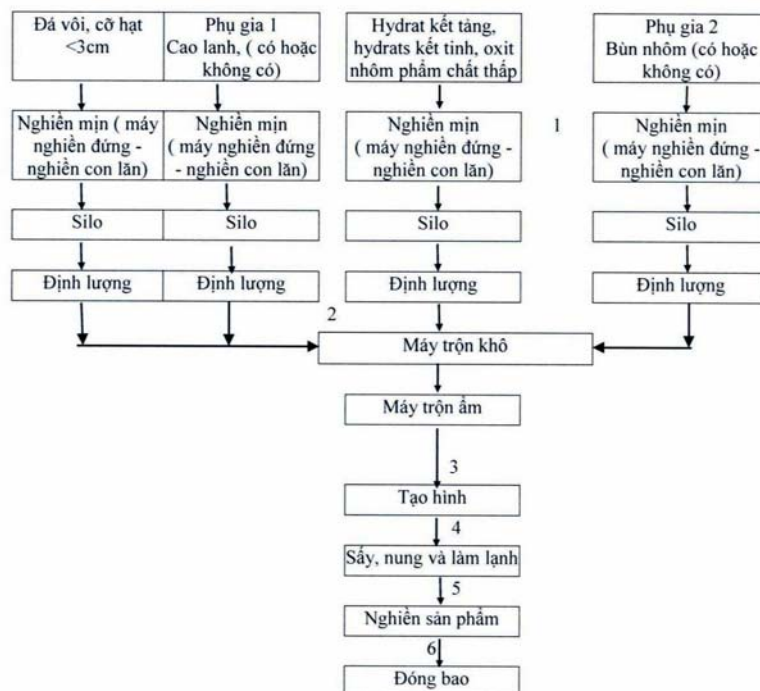 Đá vôi, cỡ hạt
<3cm
Phụ gia 1
Cao lanh, ( có hoặc
không có)
Hydrat kết tảng,
hydrats kết tinh, oxit
nhôm phẩm chất thấp
Phụ gia 2
Bùn nhôm (có hoặc
không có)
Nghiền mịn ( máy
nghiền đứng -
nghiền con lăn)
Nghiền mịn
( máy nghiền đứng
- nghiền con lăn)
Nghiền mịn
( máy nghiền đứng -
nghiền con lăn)
1
Nghiền mịn
( máy nghiền đứng -
nghiền con lăn)
Silo
Silo
Silo
Silo
Định lượng
Định lượng
Định lượng
Định lượng
2
Máy trộn khô
Máy trộn ẩm
3
Tạo hình
4
Sấy, nung và làm lạnh
5
Nghiền sản phẩm
6
Đóng bao